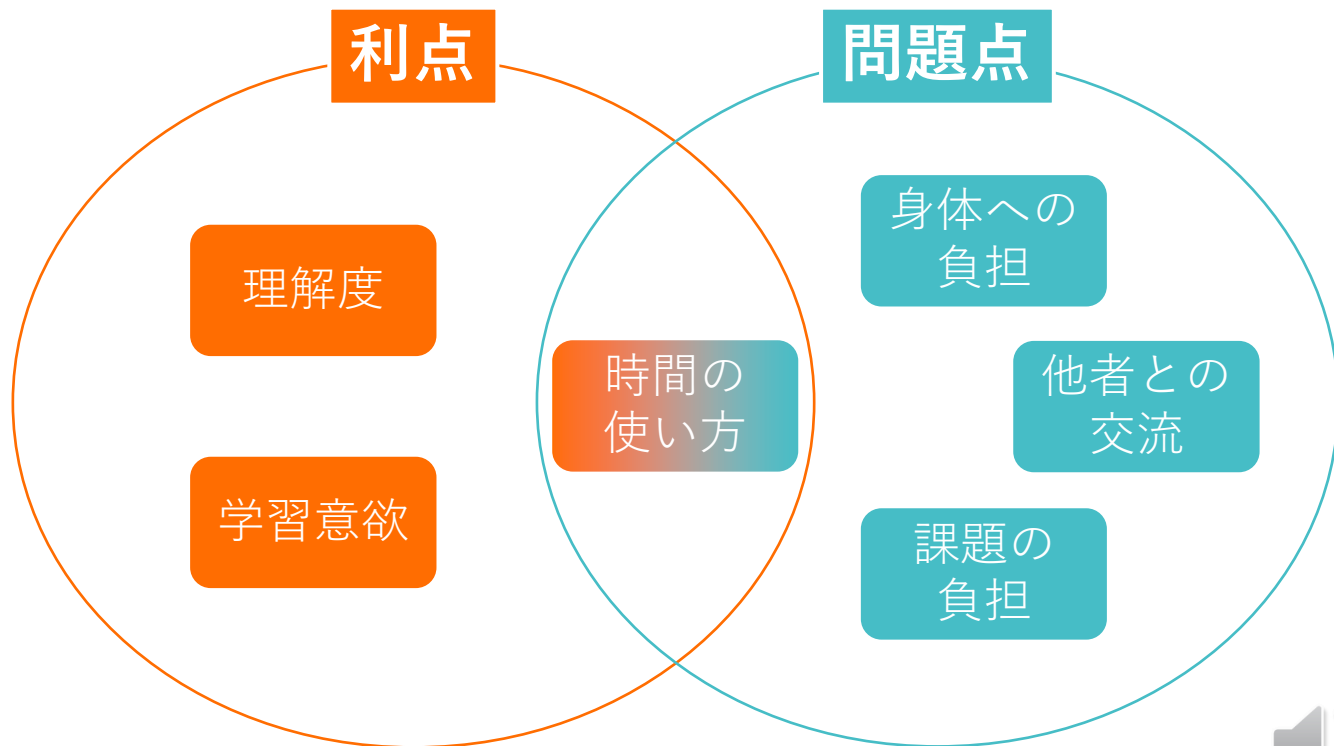 利点
問題点
理解度
学習意欲
時間の
使い方
身体への
負担
他者との
交流
課題の
負担